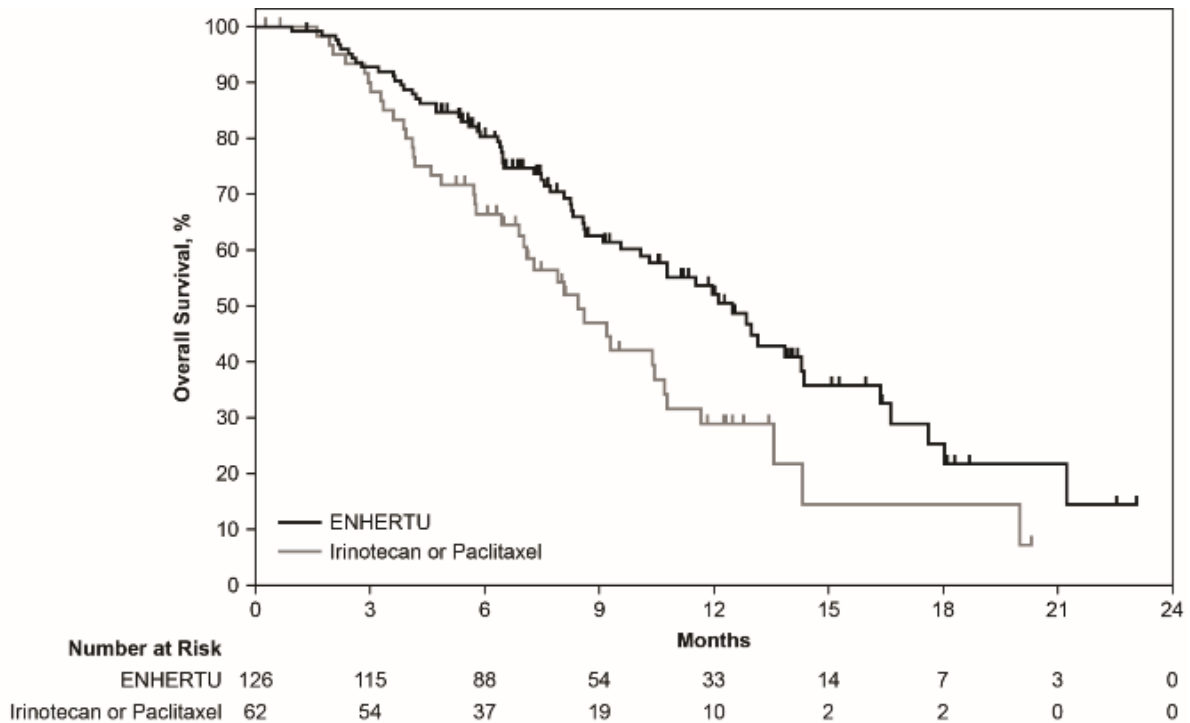 100
90
80
70
60
50
40
30
20
10
0
Overall Survival, %
ENHERTU
Irinotecan or Paclitaxel
0 3 6 9 12 15 18 21 24
Months
Number at Risk
ENHERTU 126 115 88 54 33 14 7 3 0
Irinotecan or Paclitaxel 62 54 37 19 10 2 2 0 0